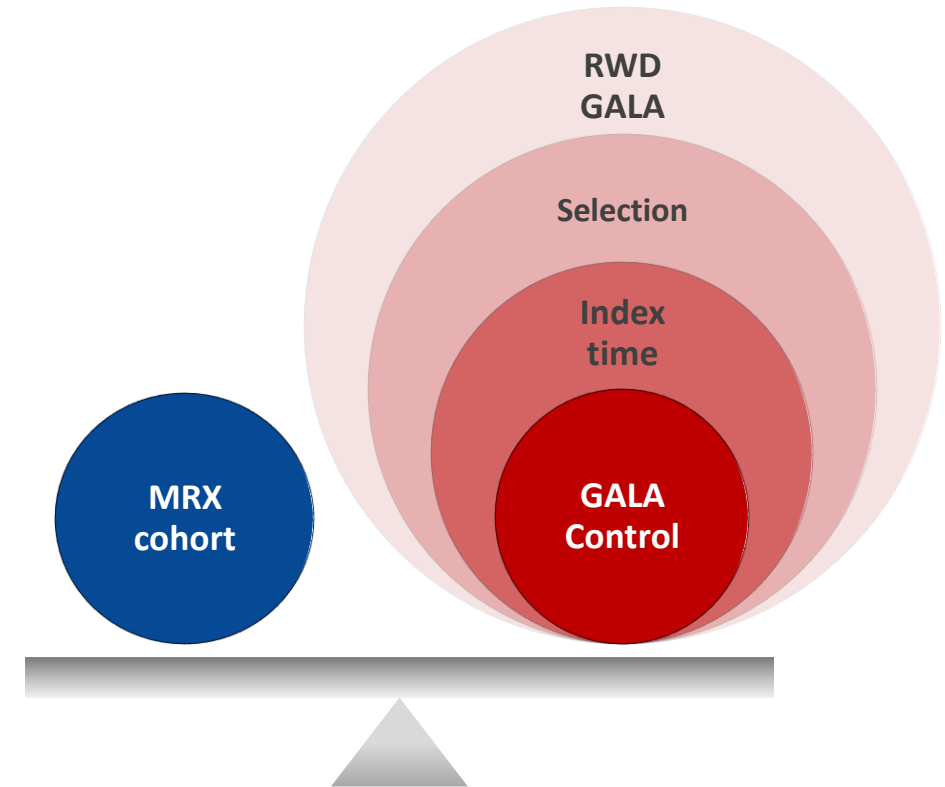 RWD
GALA
Selection
Index
time
MRX
cohort
GALA
Control